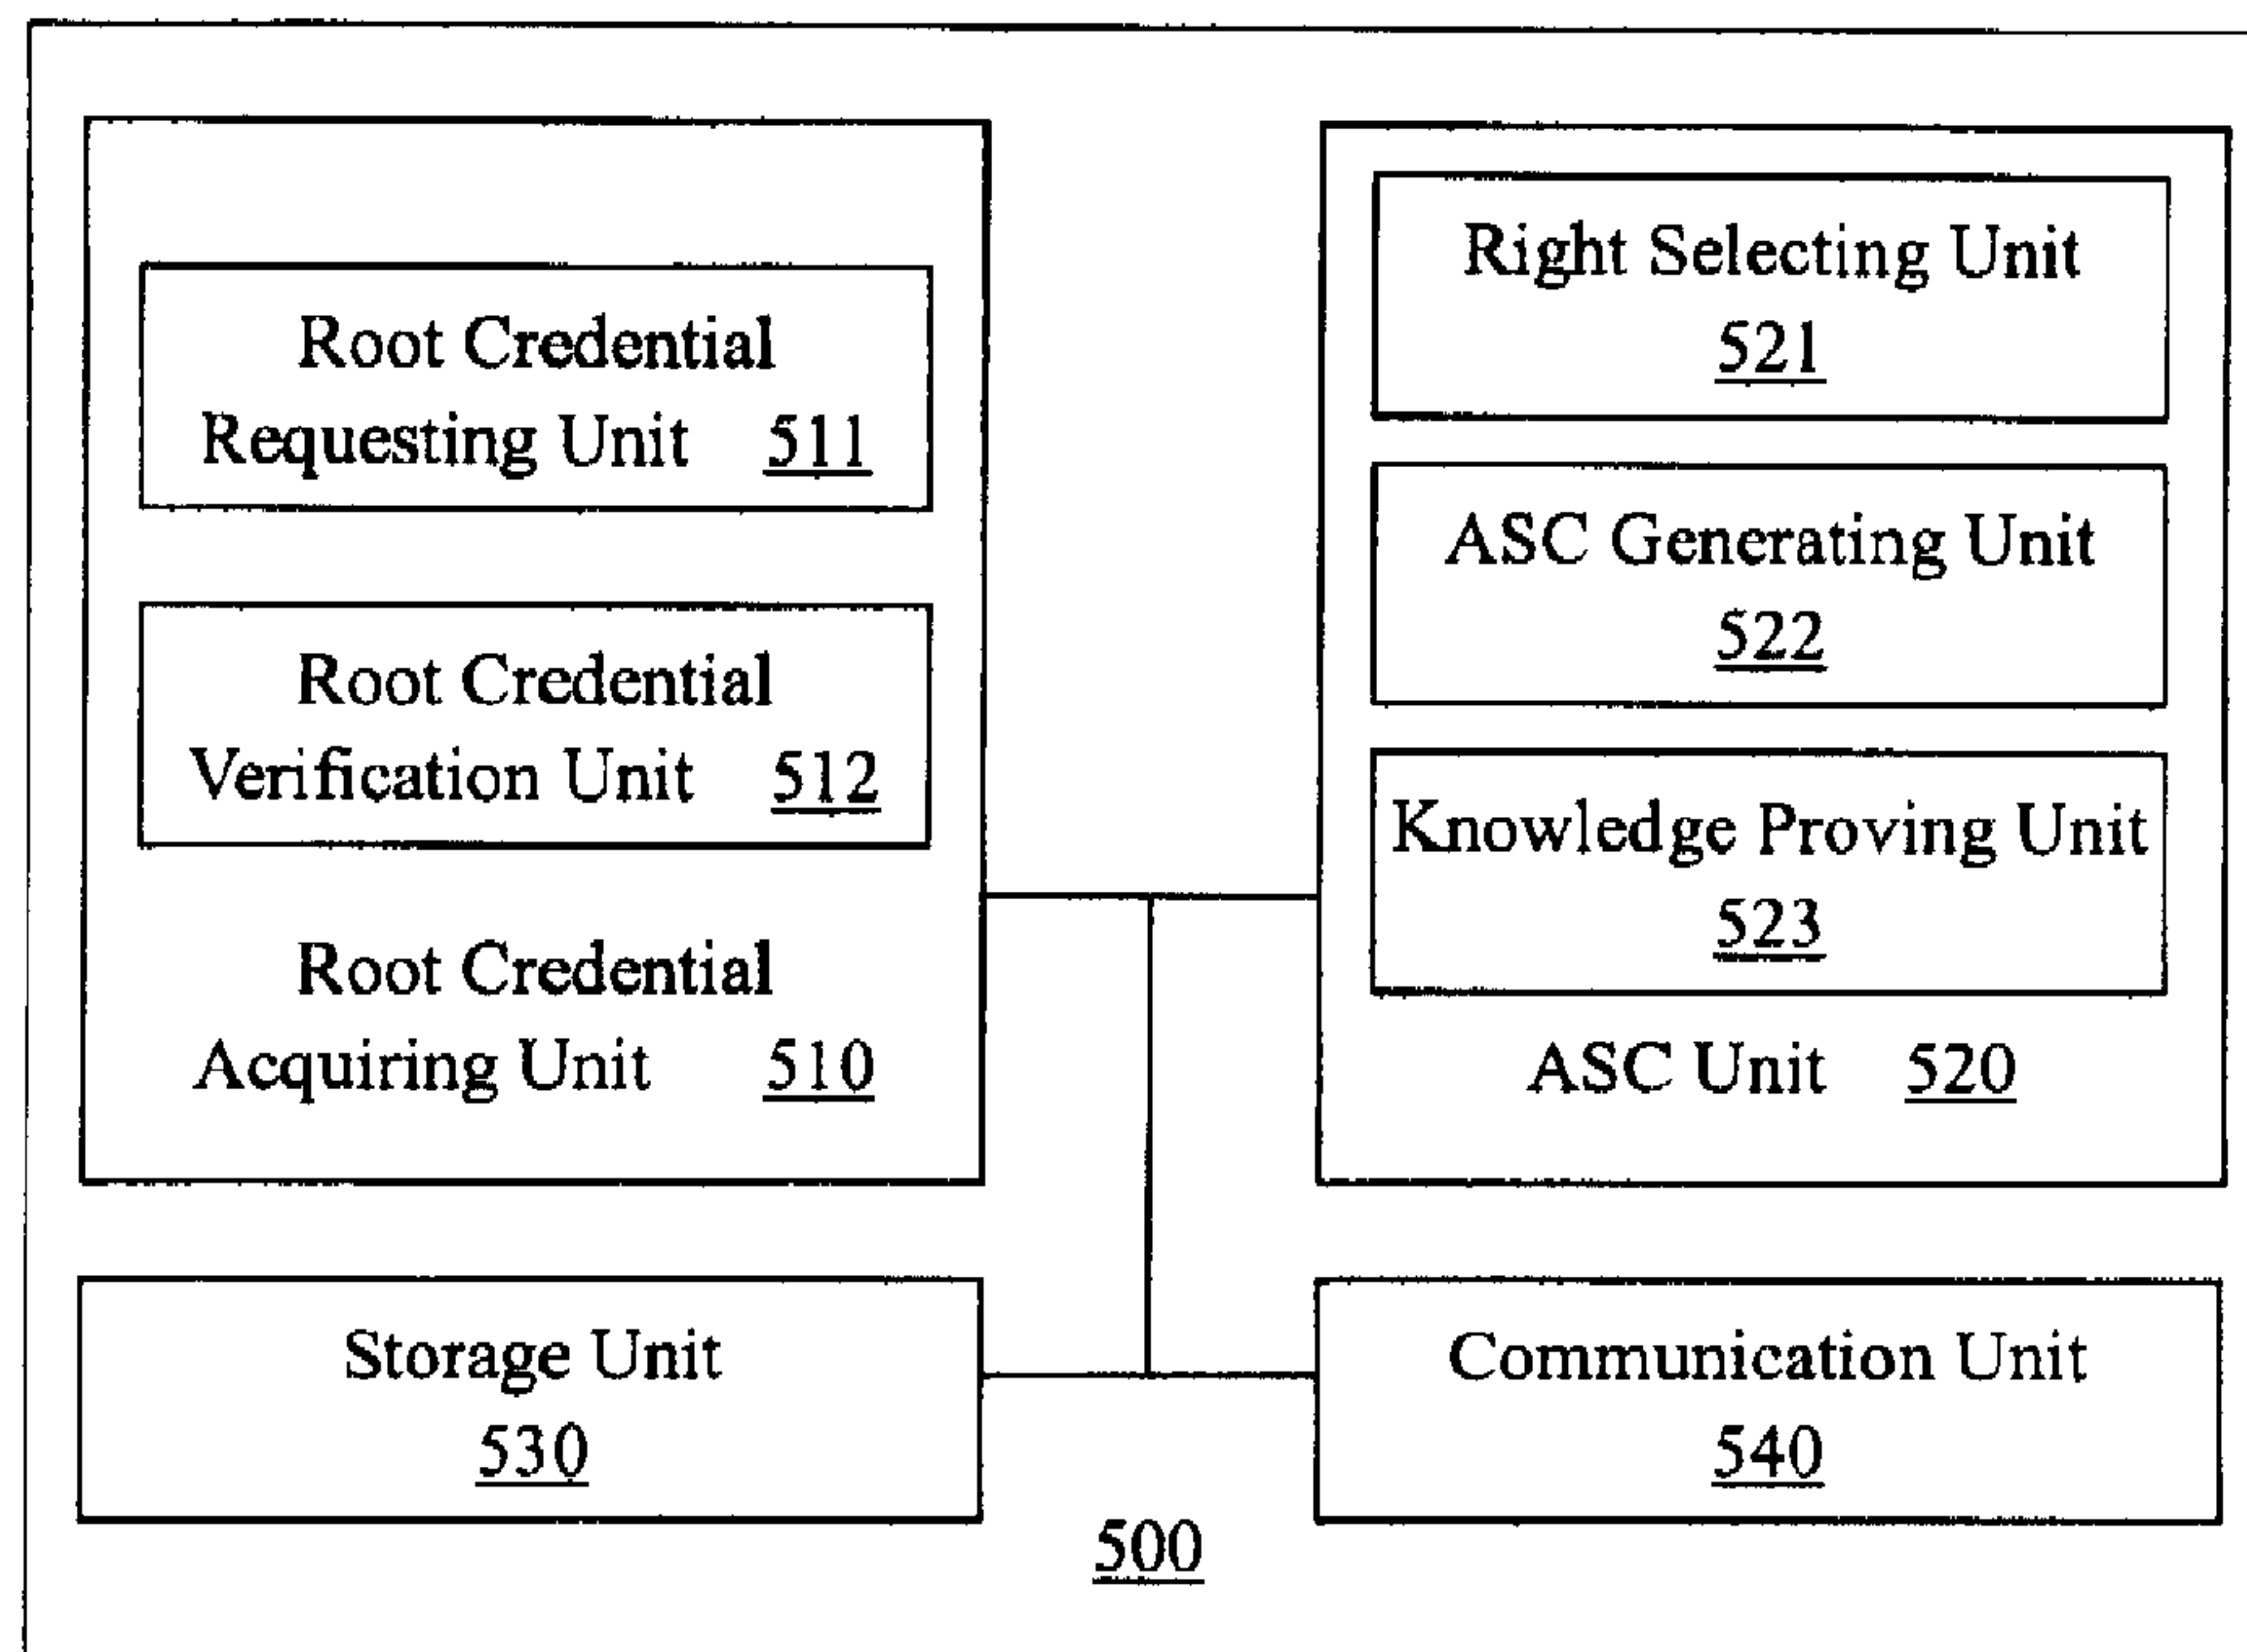 Root Credential
Requesting Unit 511
Root Credential
Verification Unit 512
Root Credential
Acquiring Unit 510
Right Selecting Unit
521
ASC Generating Unit
522
Knowledge Proving Unit
523
ASC Unit 520
Storage Unit
530
Communication Unit
540
500